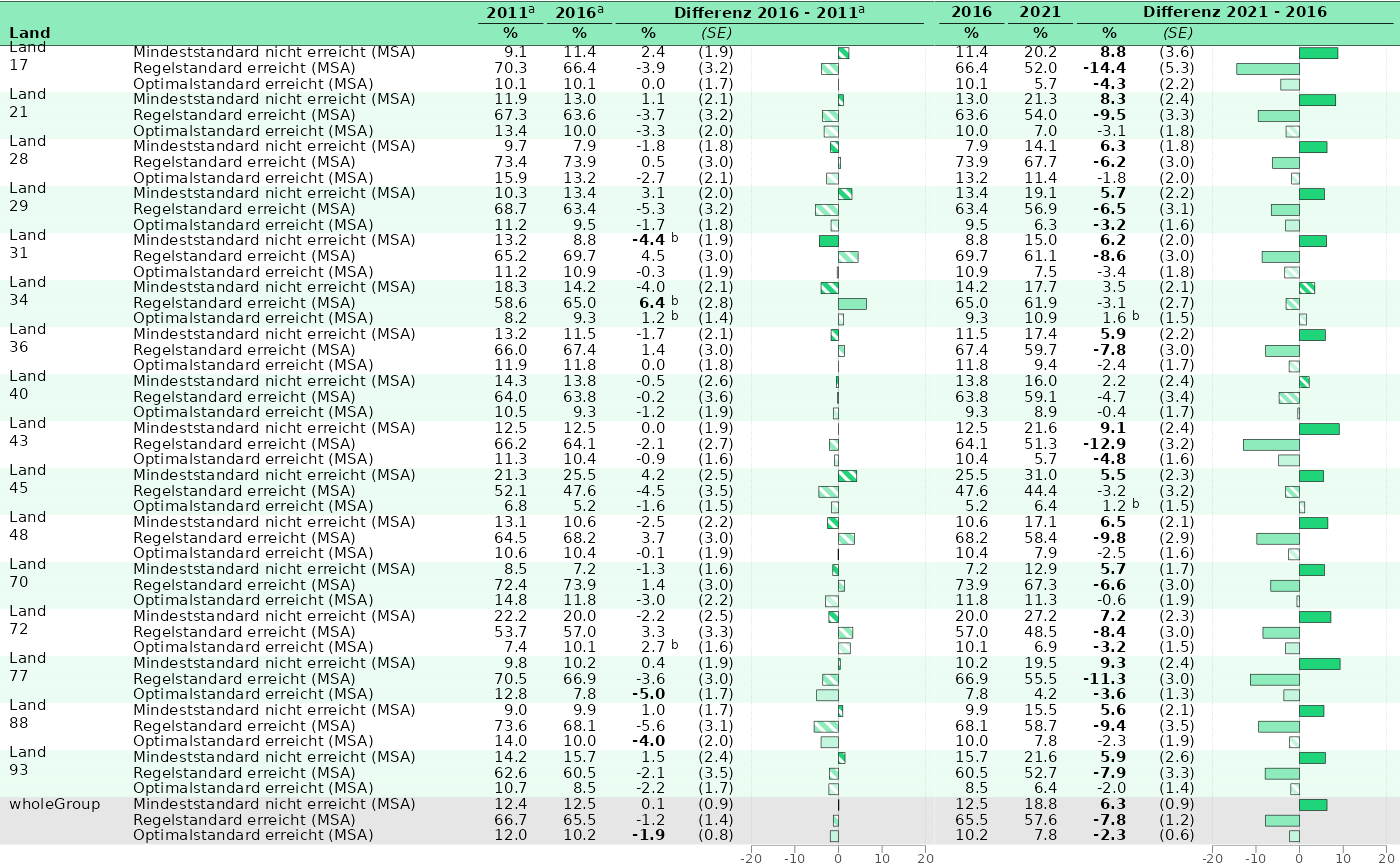 2011a 2016a Differenz 2016 - 2011a 2016 2021 Differenz 2021 - 2016
Land % % % (SE) % % % (SE)
Land 17 Mindeststandard nicht erreicht (MSA) 9.1 11.4 2.4 (1.9) 11.4 20.2 8.8 (3.6)
Regelstandard erreicht (MSA) 70.3 66.4 -3.9 (3.2) 66.4 52.0 -14.4 (5.3)
Optimalstandard erreicht (MSA) 10.1 10.1 0.0 (1.7) 10.1 5.7 -4.3 (2.2)
Land 21 Mindeststandard nicht erreicht (MSA) 11.9 13.0 1.1 (2.1) 13.0 21.3 8.3 (2.4)
Regelstandard erreicht (MSA) 67.3 63.6 -3.7 (3.2) 63.6 54.0 -9.5 (3.3)
Optimalstandard erreicht (MSA) 13.4 10.0 -3.3 (2.0) 10.0 7.0 -3.1 (1.8)
Land 28 Mindeststandard nicht erreicht (MSA) 9.7 7.9 -1.8 (1.8) 7.9 14.1 6.3 (1.8)
Regelstandard erreicht (MSA) 73.4 73.9 0.5 (3.0) 73.9 67.7 -6.2 (3.0)
Optimalstandard erreicht (MSA) 15.9 13.2 -2.7 (2.1) 13.2 11.4 -1.8 (2.0)
Land 29 Mindeststandard nicht erreicht (MSA) 10.3 13.4 3.1 (2.0) 13.4 19.1 5.7 (2.2)
Regelstandard erreicht (MSA) 68.7 63.4 -5.3 (3.2) 63.4 56.9 -6.5 (3.1)
Optimalstandard erreicht (MSA) 11.2 9.5 -1.7 (1.8) 9.5 6.3 -3.2 (1.6)
Land 31 Mindeststandard nicht erreicht (MSA) 13.2 8.8 -4.4 b (1.9) 8.8 15.0 6.2 (2.0)
Regelstandard erreicht (MSA) 65.2 69.7 4.5 (3.0) 69.7 61.1 -8.6 (3.0)
Optimalstandard erreicht (MSA) 11.2 10.9 -0.3 (1.9) 10.9 7.5 -3.4 (1.8)
Land 34 Mindeststandard nicht erreicht (MSA) 18.3 14.2 -4.0 (2.1) 14.2 17.7 3.5 (2.1)
Regelstandard erreicht (MSA) 58.6 65.0 6.4 b (2.8) 65.0 61.9 -3.1 (2.7)
Optimalstandard erreicht (MSA) 8.2 9.3 1.2 b (1.4) 9.3 10.9 1.6 b (1.5)
Land 36 Mindeststandard nicht erreicht (MSA) 13.2 11.5 -1.7 (2.1) 11.5 17.4 5.9 (2.2)
Regelstandard erreicht (MSA) 66.0 67.4 1.4 (3.0) 67.4 59.7 -7.8 (3.0)
Optimalstandard erreicht (MSA) 11.9 11.8 0.0 (1.8) 11.8 9.4 -2.4 (1.7)
Land 40 Mindeststandard nicht erreicht (MSA) 14.3 13.8 -0.5 (2.6) 13.8 16.0 2.2 (2.4)
Regelstandard erreicht (MSA) 64.0 63.8 -0.2 (3.6) 63.8 59.1 -4.7 (3.4)
Optimalstandard erreicht (MSA) 10.5 9.3 -1.2 (1.9) 9.3 8.9 -0.4 (1.7)
Land 43 Mindeststandard nicht erreicht (MSA) 12.5 12.5 0.0 (1.9) 12.5 21.6 9.1 (2.4)
Regelstandard erreicht (MSA) 66.2 64.1 -2.1 (2.7) 64.1 51.3 -12.9 (3.2)
Optimalstandard erreicht (MSA) 11.3 10.4 -0.9 (1.6) 10.4 5.7 -4.8 (1.6)
Land 45 Mindeststandard nicht erreicht (MSA) 21.3 25.5 4.2 (2.5) 25.5 31.0 5.5 (2.3)
Regelstandard erreicht (MSA) 52.1 47.6 -4.5 (3.5) 47.6 44.4 -3.2 (3.2)
Optimalstandard erreicht (MSA) 6.8 5.2 -1.6 (1.5) 5.2 6.4 1.2 b (1.5)
Land 48 Mindeststandard nicht erreicht (MSA) 13.1 10.6 -2.5 (2.2) 10.6 17.1 6.5 (2.1)
Regelstandard erreicht (MSA) 64.5 68.2 3.7 (3.0) 68.2 58.4 -9.8 (2.9)
Optimalstandard erreicht (MSA) 10.6 10.4 -0.1 (1.9) 10.4 7.9 -2.5 (1.6)
Land 70 Mindeststandard nicht erreicht (MSA) 8.5 7.2 -1.3 (1.6) 7.2 12.9 5.7 (1.7)
Regelstandard erreicht (MSA) 72.4 73.9 1.4 (3.0) 73.9 67.3 -6.6 (3.0)
Optimalstandard erreicht (MSA) 14.8 11.8 -3.0 (2.2) 11.8 11.3 -0.6 (1.9)
Land 72 Mindeststandard nicht erreicht (MSA) 22.2 20.0 -2.2 (2.5) 20.0 27.2 7.2 (2.3)
Regelstandard erreicht (MSA) 53.7 57.0 3.3 (3.3) 57.0 48.5 -8.4 (3.0)
Optimalstandard erreicht (MSA) 7.4 10.1 2.7 b (1.6) 10.1 6.9 -3.2 (1.5)
Land 77 Mindeststandard nicht erreicht (MSA) 9.8 10.2 0.4 (1.9) 10.2 19.5 9.3 (2.4)
Regelstandard erreicht (MSA) 70.5 66.9 -3.6 (3.0) 66.9 55.5 -11.3 (3.0)
Optimalstandard erreicht (MSA) 12.8 7.8 -5.0 (1.7) 7.8 4.2 -3.6 (1.3)
Land 88 Mindeststandard nicht erreicht (MSA) 9.0 9.9 1.0 (1.7) 9.9 15.5 5.6 (2.1)
Regelstandard erreicht (MSA) 73.6 68.1 -5.6 (3.1) 68.1 58.7 -9.4 (3.5)
Optimalstandard erreicht (MSA) 14.0 10.0 -4.0 (2.0) 10.0 7.8 -2.3 (1.9)
Land 93 Mindeststandard nicht erreicht (MSA) 14.2 15.7 1.5 (2.4) 15.7 21.6 5.9 (2.6)
Regelstandard erreicht (MSA) 62.6 60.5 -2.1 (3.5) 60.5 52.7 -7.9 (3.3)
Optimalstandard erreicht (MSA) 10.7 8.5 -2.2 (1.7) 8.5 6.4 -2.0 (1.4)
wholeGroup Mindeststandard nicht erreicht (MSA) 12.4 12.5 0.1 (0.9) 12.5 18.8 6.3 (0.9)
Regelstandard erreicht (MSA) 66.7 65.5 -1.2 (1.4) 65.5 57.6 -7.8 (1.2)
Optimalstandard erreicht (MSA) 12.0 10.2 -1.9 (0.8) 10.2 7.8 -2.3 (0.6)
-20 -10 0 10 20 -20 -10 0 10 20